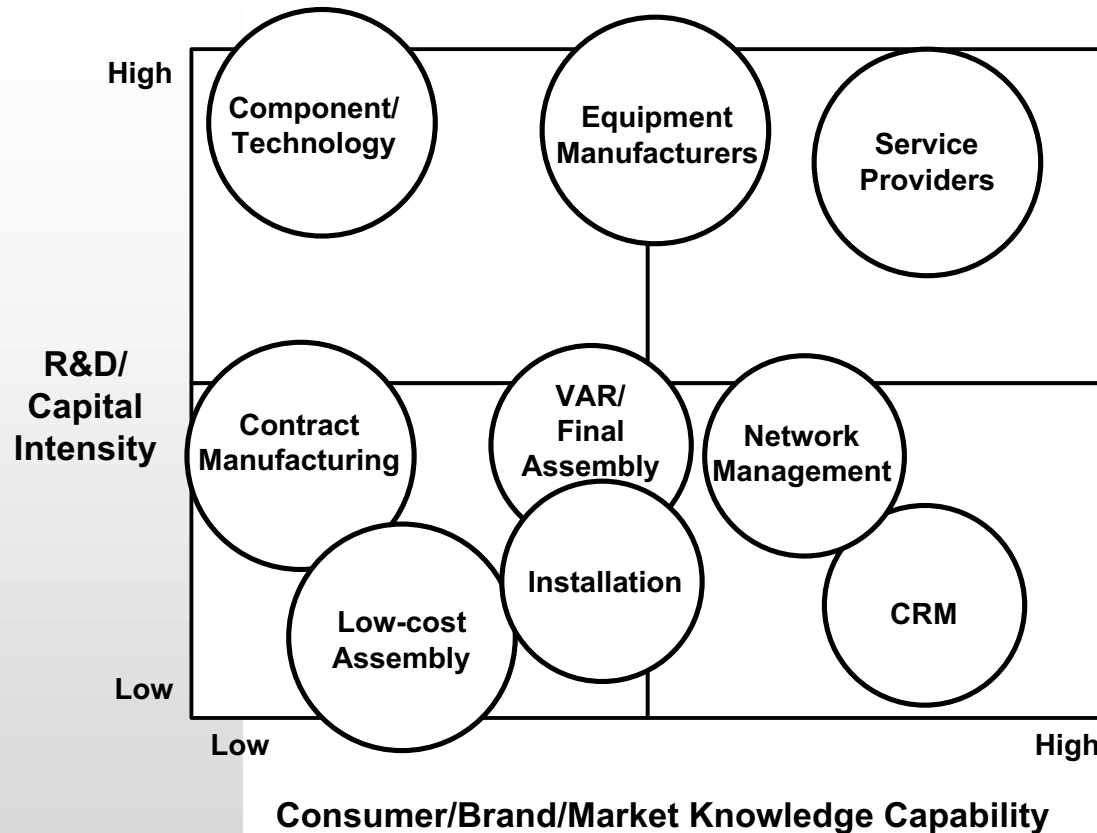 High
Component/
Technology
Equipment
Manufacturers
Service
Providers
R&D/
Capital
Intensity
Contract
Manufacturing
VAR/
Final
Assembly
Network
Management
Low-cost
Assembly
Installation
CRM
Low
Low
High
Consumer/Brand/Market Knowledge Capability